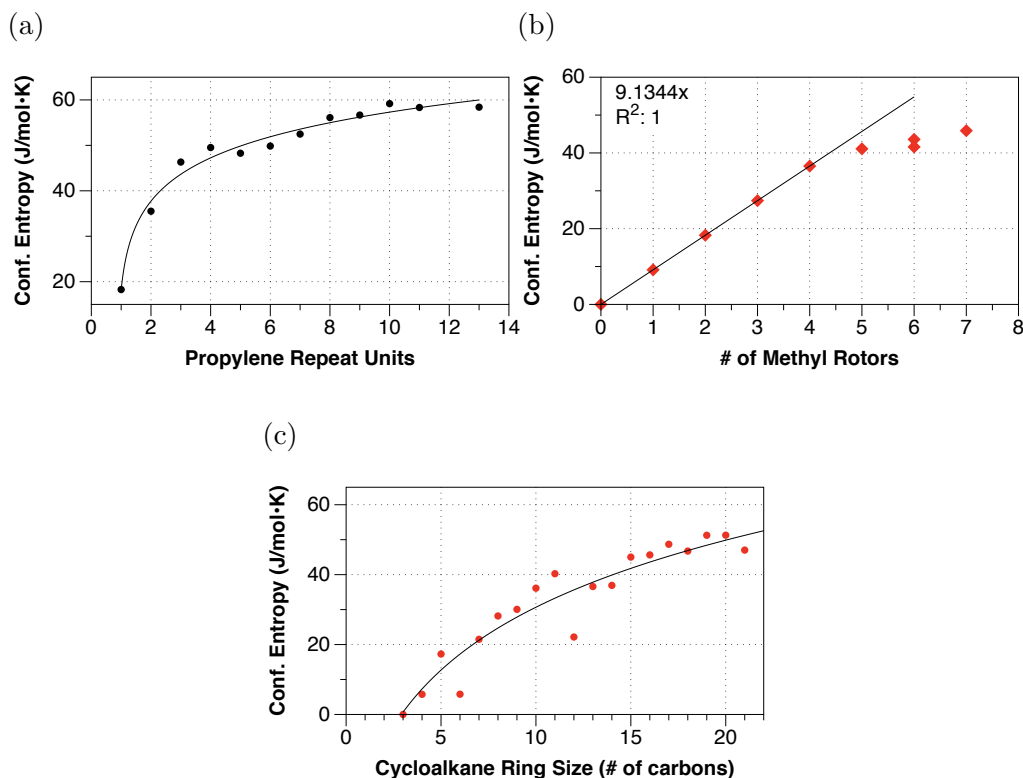 (a)
Conf. Entropy (J/mol·K)
60
40
20
0 2 4 6 8 10 12 14
Propylene Repeat Units
(b)
Conf. Entropy (J/mol·K)
9.1344x
R²: 1
60
40
20
0
0 1 2 3 4 5 6 7 8
# of Methyl Rotors
(c)
Conf. Entropy (J/mol·K)
60
40
20
0
0 5 10 15 20
Cycloalkane Ring Size (# of carbons)